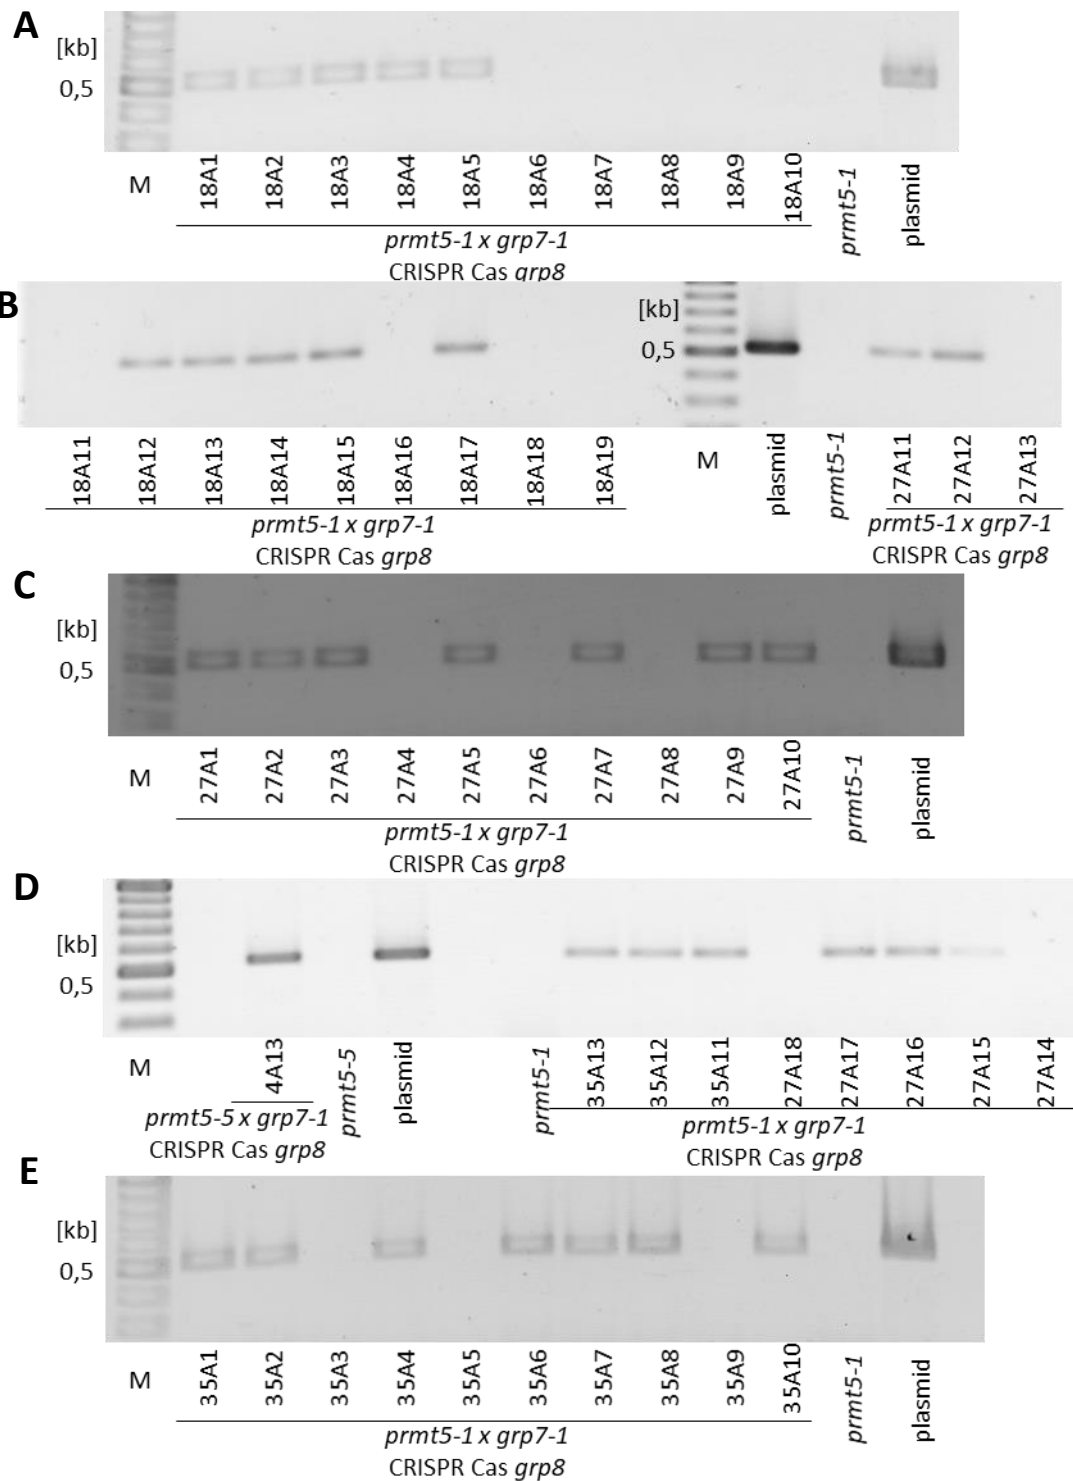 A
[kb]
0,5
M
18A1
18A2
18A3
18A4
18A5
18A6
18A7
18A8
18A9
18A10
prmt5-1
plasmid
prmt5-1 x grp7-1
CRISPR Cas grp8
B
[kb]
0,5
18A11
18A12
18A13
18A14
18A15
18A16
18A17
18A18
18A19
M
plasmid
prmt5-1
27A11
27A12
27A13
prmt5-1 x grp7-1
CRISPR Cas grp8
prmt5-1 x grp7-1
CRISPR Cas grp8
C
[kb]
0,5
M
27A1
27A2
27A3
27A4
27A5
27A6
27A7
27A8
27A9
27A10
prmt5-1
plasmid
prmt5-1 x grp7-1
CRISPR Cas grp8
D
[kb]
0,5
M
4A13
prmt5-5
plasmid
prmt5-1
35A13
35A12
35A11
27A18
27A17
27A16
27A15
27A14
prmt5-5 x grp7-1
CRISPR Cas grp8
prmt5-1 x grp7-1
CRISPR Cas grp8
E
[kb]
0,5
M
35A1
35A2
35A3
35A4
35A5
35A6
35A7
35A8
35A9
35A10
prmt5-1
plasmid
prmt5-1 x grp7-1
CRISPR Cas grp8